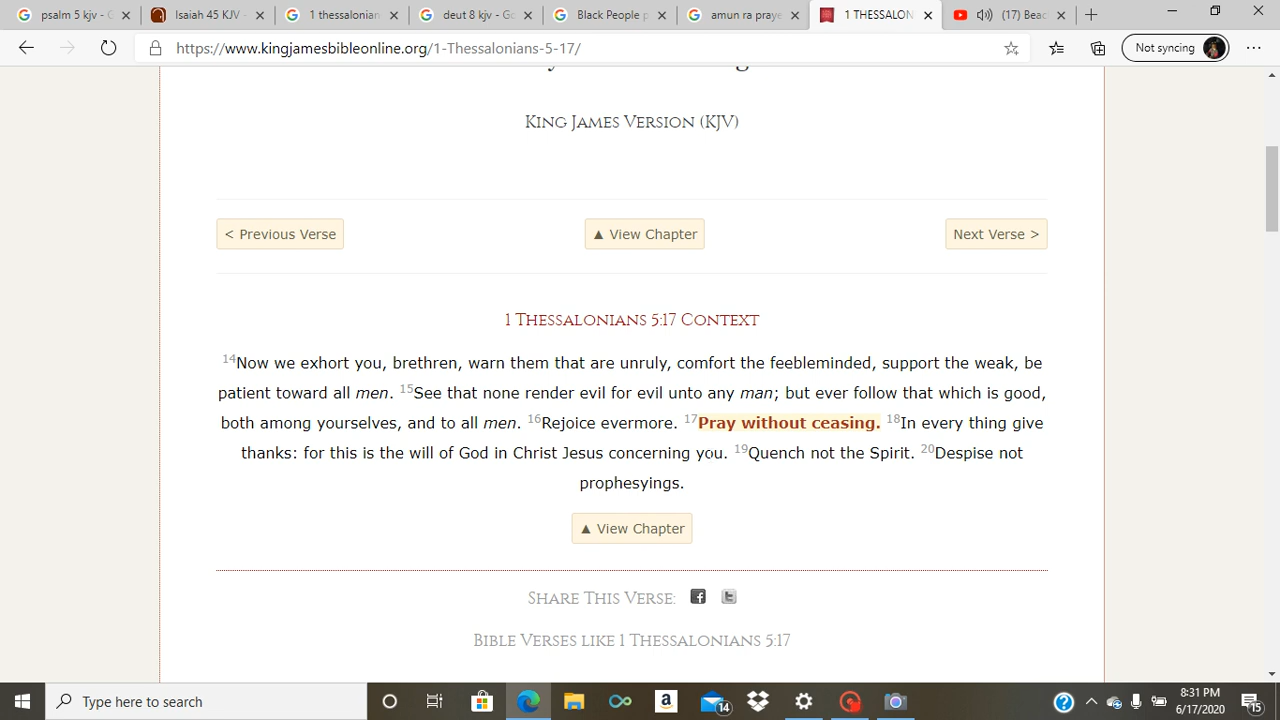 psalm 5 kjv - G
Isaiah 45 KJV -
1 thessalonian
deut 8 kjv - Go
Black People p
amun ra praye
1 THESSALON
(17) Beac
https://www.kingjamesbibleonline.org/1-Thessalonians-5-17/
Not syncing
King James Version (KJV)
< Previous Verse
▲ View Chapter
Next Verse >
1 Thessalonians 5:17 Context
14Now we exhort you, brethren, warn them that are unruly, comfort the feebleminded, support the weak, be
patient toward all men. 15See that none render evil for evil unto any man; but ever follow that which is good,
both among yourselves, and to all men. 16Rejoice evermore. 17Pray without ceasing. 18In every thing give
thanks: for this is the will of God in Christ Jesus concerning you. 19Quench not the Spirit. 20Despise not
prophesyings.
▲ View Chapter
Share This Verse:
Bible Verses like 1 Thessalonians 5:17
Type here to search
14
8:31 PM
6/17/2020
15